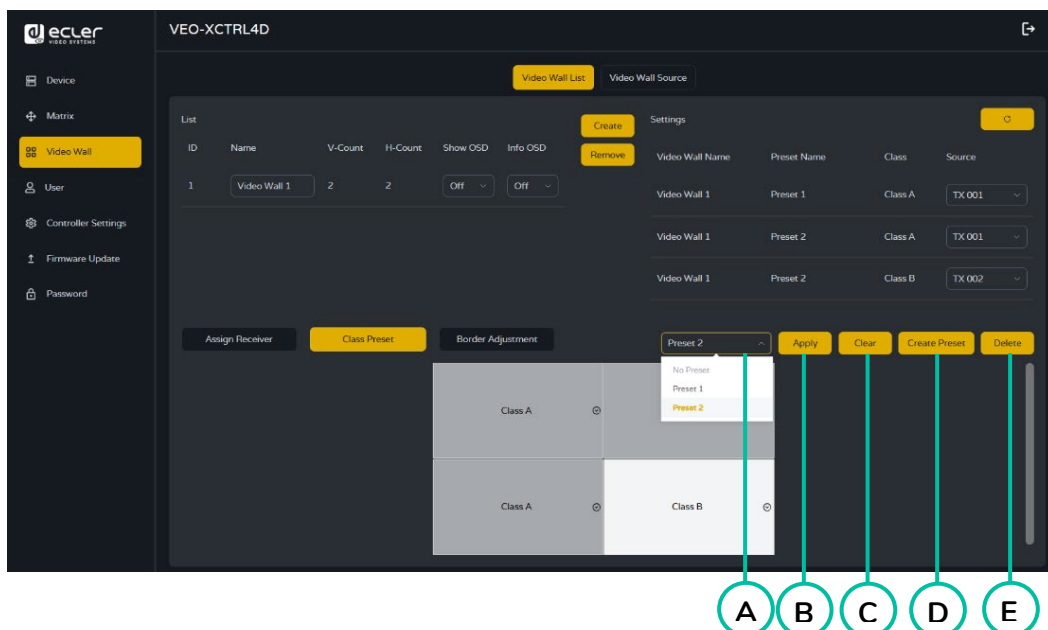 ecler
VIDEO SYSTEMS
VEO-XCTRL4D
Device
Matrix
Video Wall
User
Controller Settings
Firmware Update
Password
Video Wall List
Video Wall Source
List
Create
Remove
ID Name V-Count H-Count Show OSD Info OSD
1 Video Wall 1 2 2 Off Off
Settings
Video Wall Name Preset Name Class Source
Video Wall 1 Preset 1 Class A TX 001
Video Wall 1 Preset 2 Class A TX 001
Video Wall 1 Preset 2 Class B TX 002
Assign Receiver
Class Preset
Border Adjustment
Preset 2
Apply
Clear
Create Preset
Delete
No Preset
Preset 1
Preset 2
Class A
Class A
Class B
A B C D E